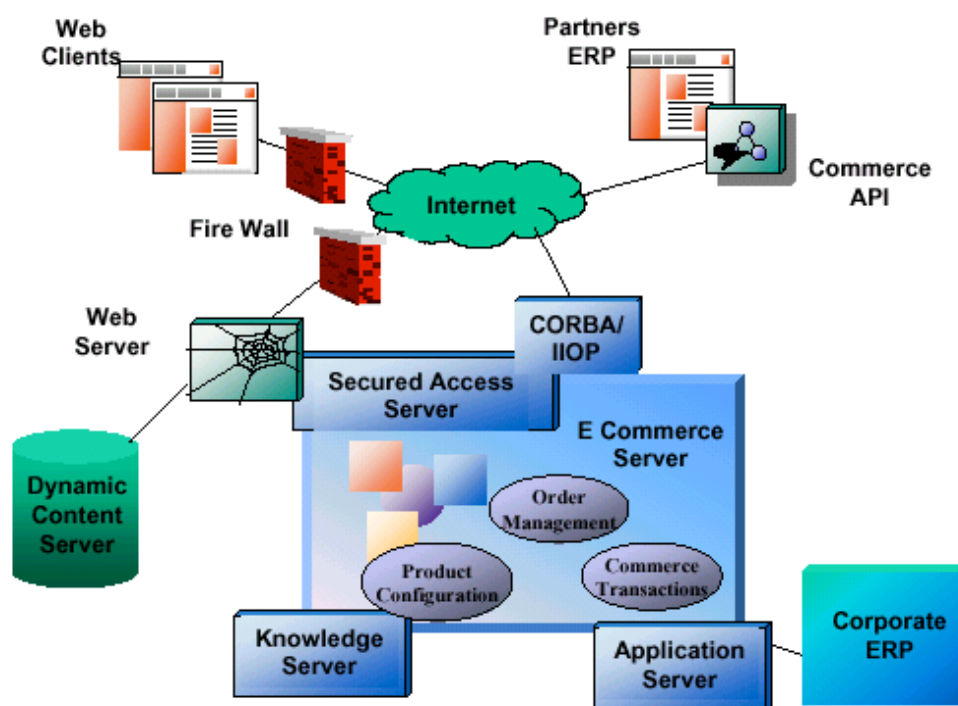 Web
Clients
Partners
ERP
Commerce
API
Internet
Fire Wall
Web
Server
CORBA/
IIOP
Secured Access
Server
E Commerce
Server
Dynamic
Content
Server
Order
Management
Product
Configuration
Commerce
Transactions
Knowledge
Server
Application
Server
Corporate
ERP